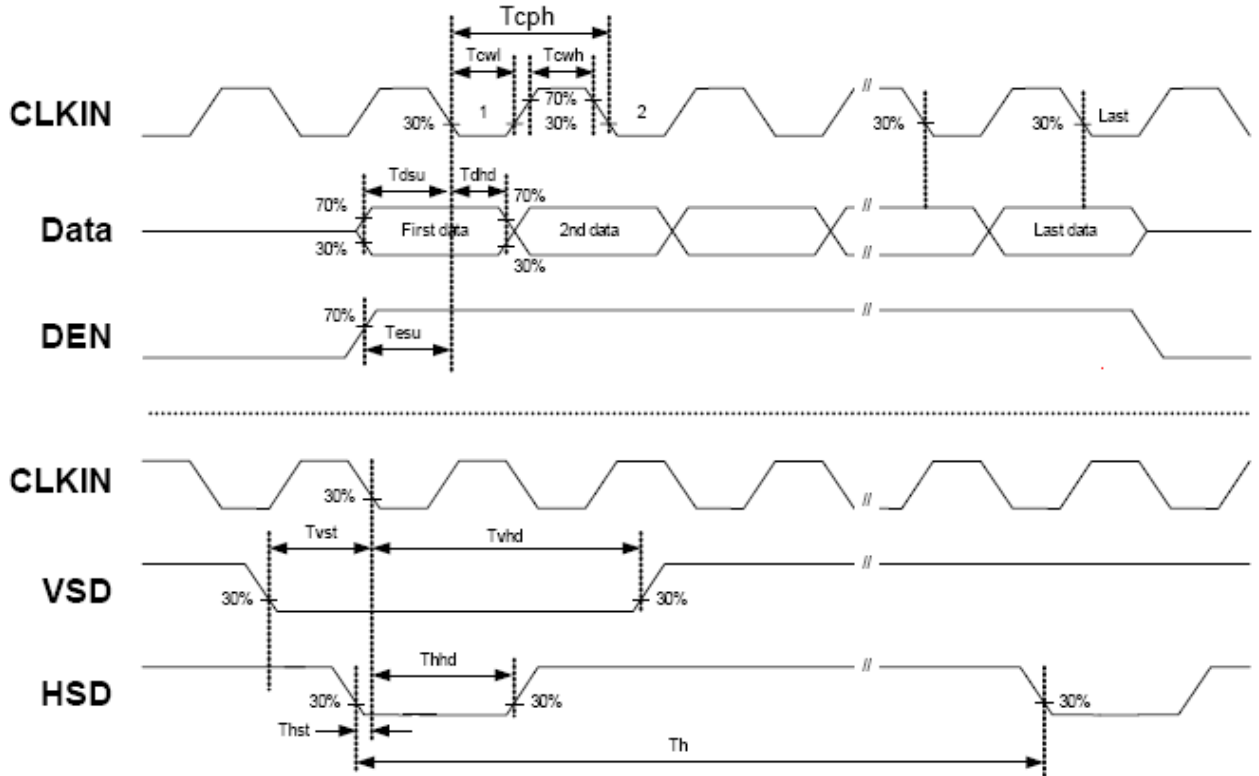 Tcph
Tcwl Tcwh
CLKIN 30% 1 70% 30% 2 // 30% 30% Last
Tdsu Tdhd
70% 70%
Data First data 2nd data // Last data
30% 30%
//
DEN 70%
Tesu
CLKIN 30% //
Tvst Tvhd
//
VSD 30% 30%
Thhd //
HSD 30% 30% 30%
Thst
Th